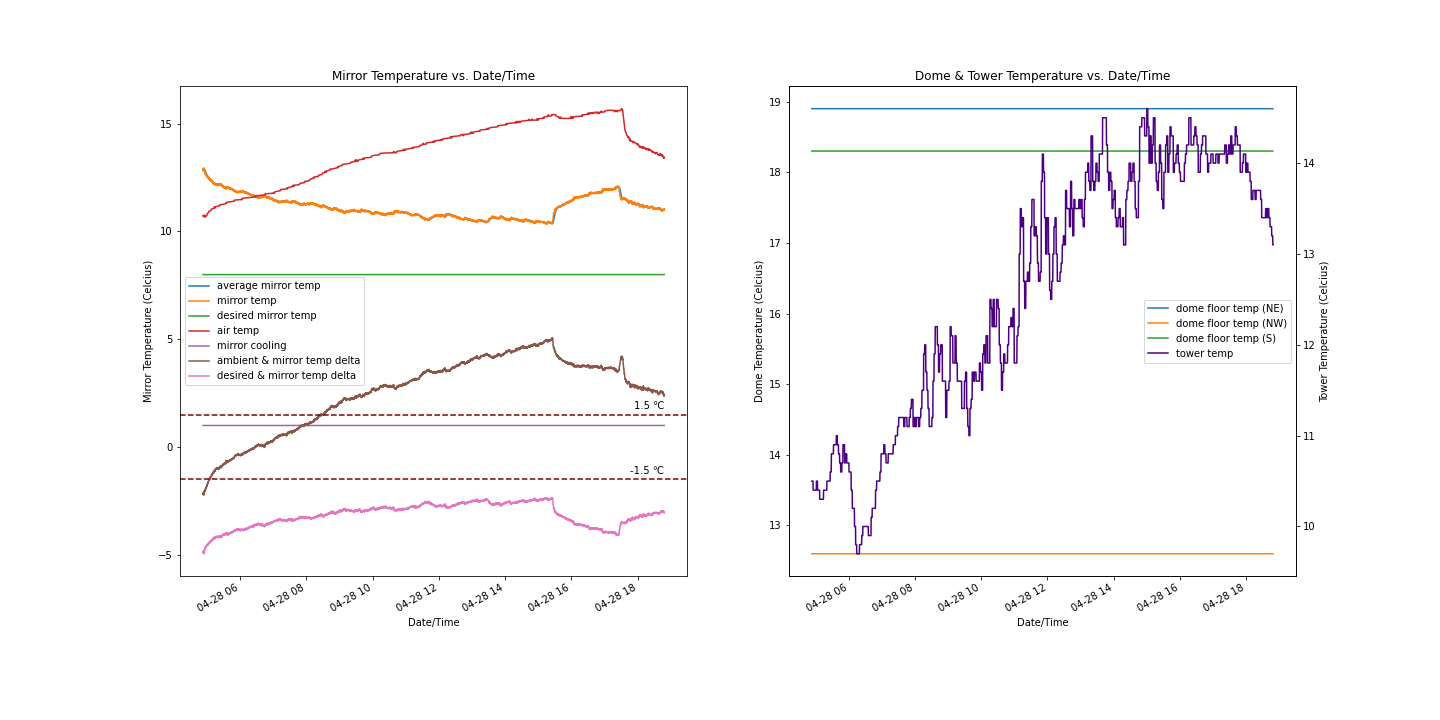 Mirror Temperature vs. Date/Time
Mirror Temperature (Celcius)
15
10
5
0
−5
average mirror temp
mirror temp
desired mirror temp
air temp
mirror cooling
ambient & mirror temp delta
desired & mirror temp delta
1.5 °C
-1.5 °C
04-28 06
04-28 08
04-28 10
04-28 12
04-28 14
04-28 16
04-28 18
Date/Time
Dome & Tower Temperature vs. Date/Time
Dome Temperature (Celcius)
19
18
17
16
15
14
13
dome floor temp (NE)
dome floor temp (NW)
dome floor temp (S)
tower temp
14
13
12
11
10
Tower Temperature (Celcius)
04-28 06
04-28 08
04-28 10
04-28 12
04-28 14
04-28 16
04-28 18
Date/Time